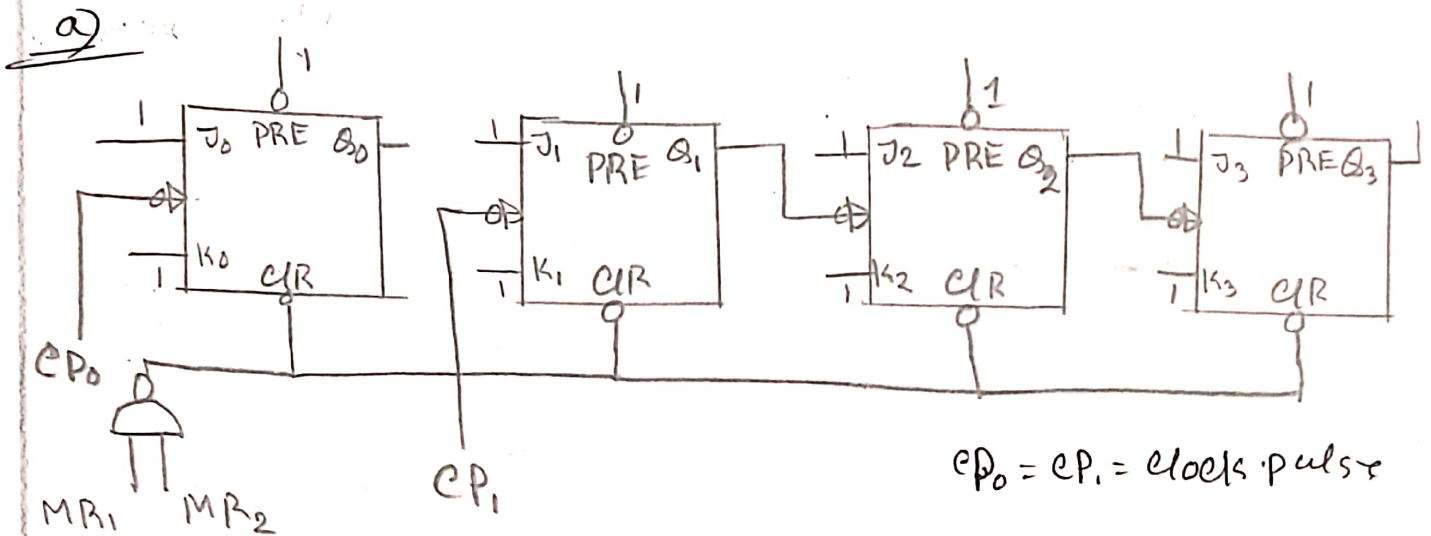 a)
1 1 1 1
1 J₀ PRE Q₀ 1 J₁ PRE Q₁ 1 J₂ PRE Q₂ 1 J₃ PRE Q₃
1 K₀ CLR 1 K₁ CLR 1 K₂ CLR 1 K₃ CLR
CP₀
MR₁ MR₂
CP₁
CP₀ = CP₁ = Clock pulse